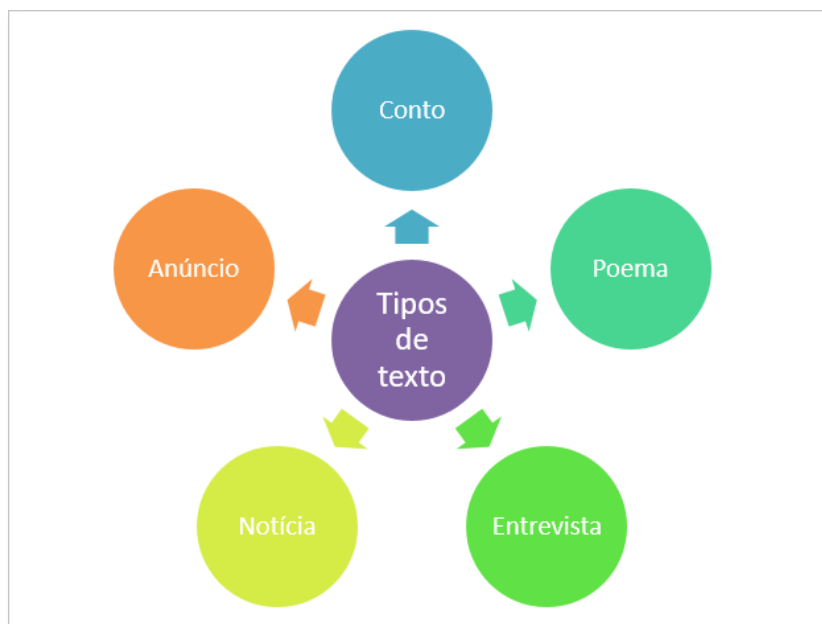 Conto
Anúncio
Poema
Tipos
de
texto
Notícia
Entrevista